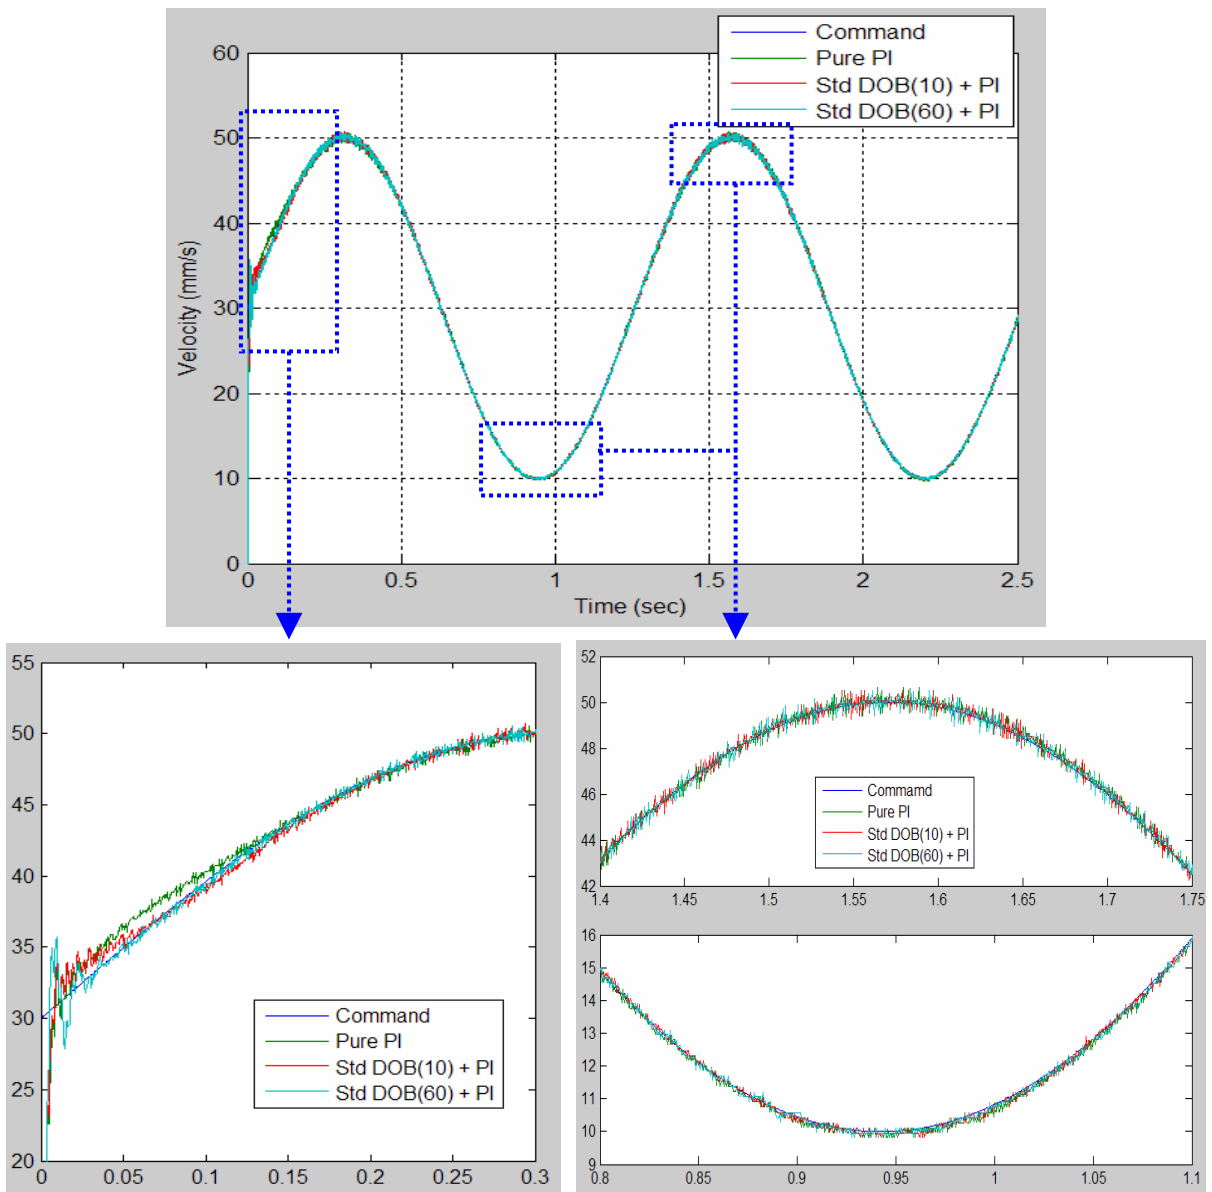 Command
Pure PI
Std DOB(10) + PI
Std DOB(60) + PI
60
50
40
30
20
10
0
Velocity (mm/s)
0 0.5 1 1.5 2 2.5
Time (sec)
55
50
45
40
35
30
25
20
Command
Pure PI
Std DOB(10) + PI
Std DOB(60) + PI
0 0.05 0.1 0.15 0.2 0.25 0.3
52
50
48
46
44
42
Command
Pure PI
Std DOB(10) + PI
Std DOB(60) + PI
1.4 1.45 1.5 1.55 1.6 1.65 1.7 1.75
16
15
14
13
12
11
10
9
0.8 0.85 0.9 0.95 1 1.05 1.1